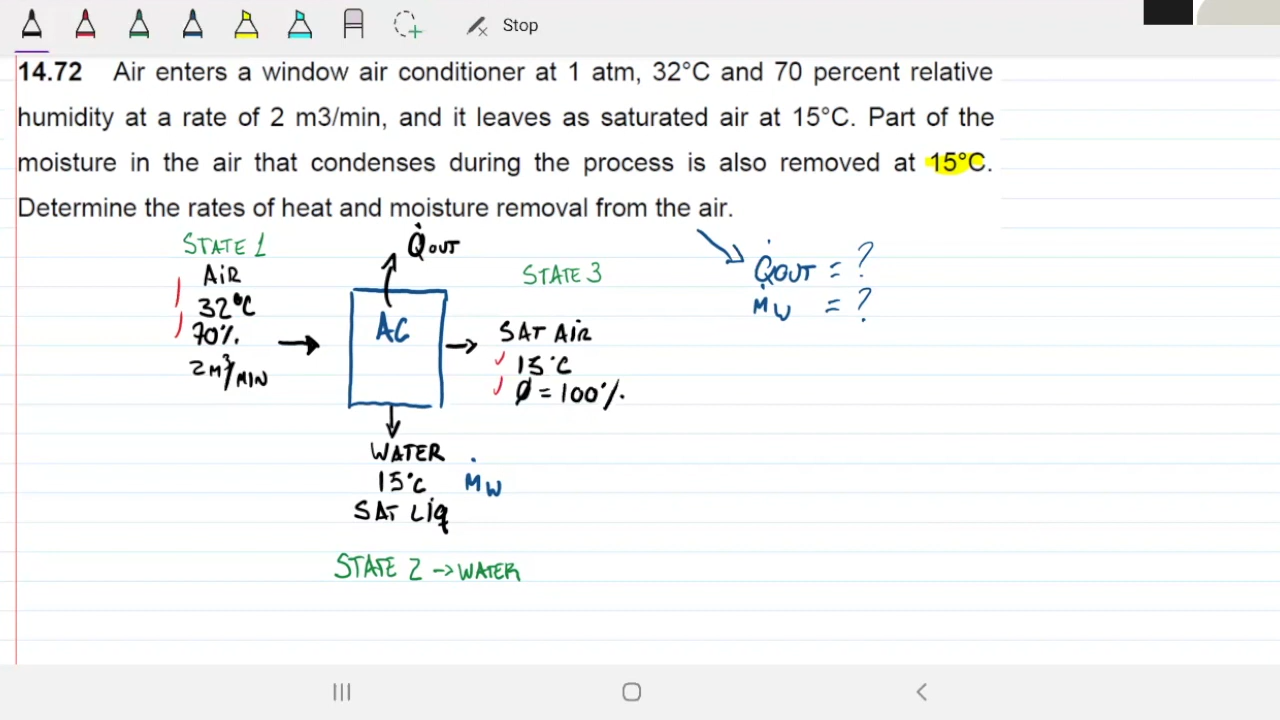 Stop
14.72 Air enters a window air conditioner at 1 atm, 32°C and 70 percent relative
humidity at a rate of 2 m3/min, and it leaves as saturated air at 15°C. Part of the
moisture in the air that condenses during the process is also removed at 15°C.
Determine the rates of heat and moisture removal from the air.
STATE 1
AIR
32°C
70%
2 M³/MIN
Q̇OUT
AC
STATE 3
SAT AIR
15°C
Ø = 100%
WATER
15°C
SAT LIQ
ṀW
STATE 2 → WATER
Q̇OUT = ?
ṀW = ?